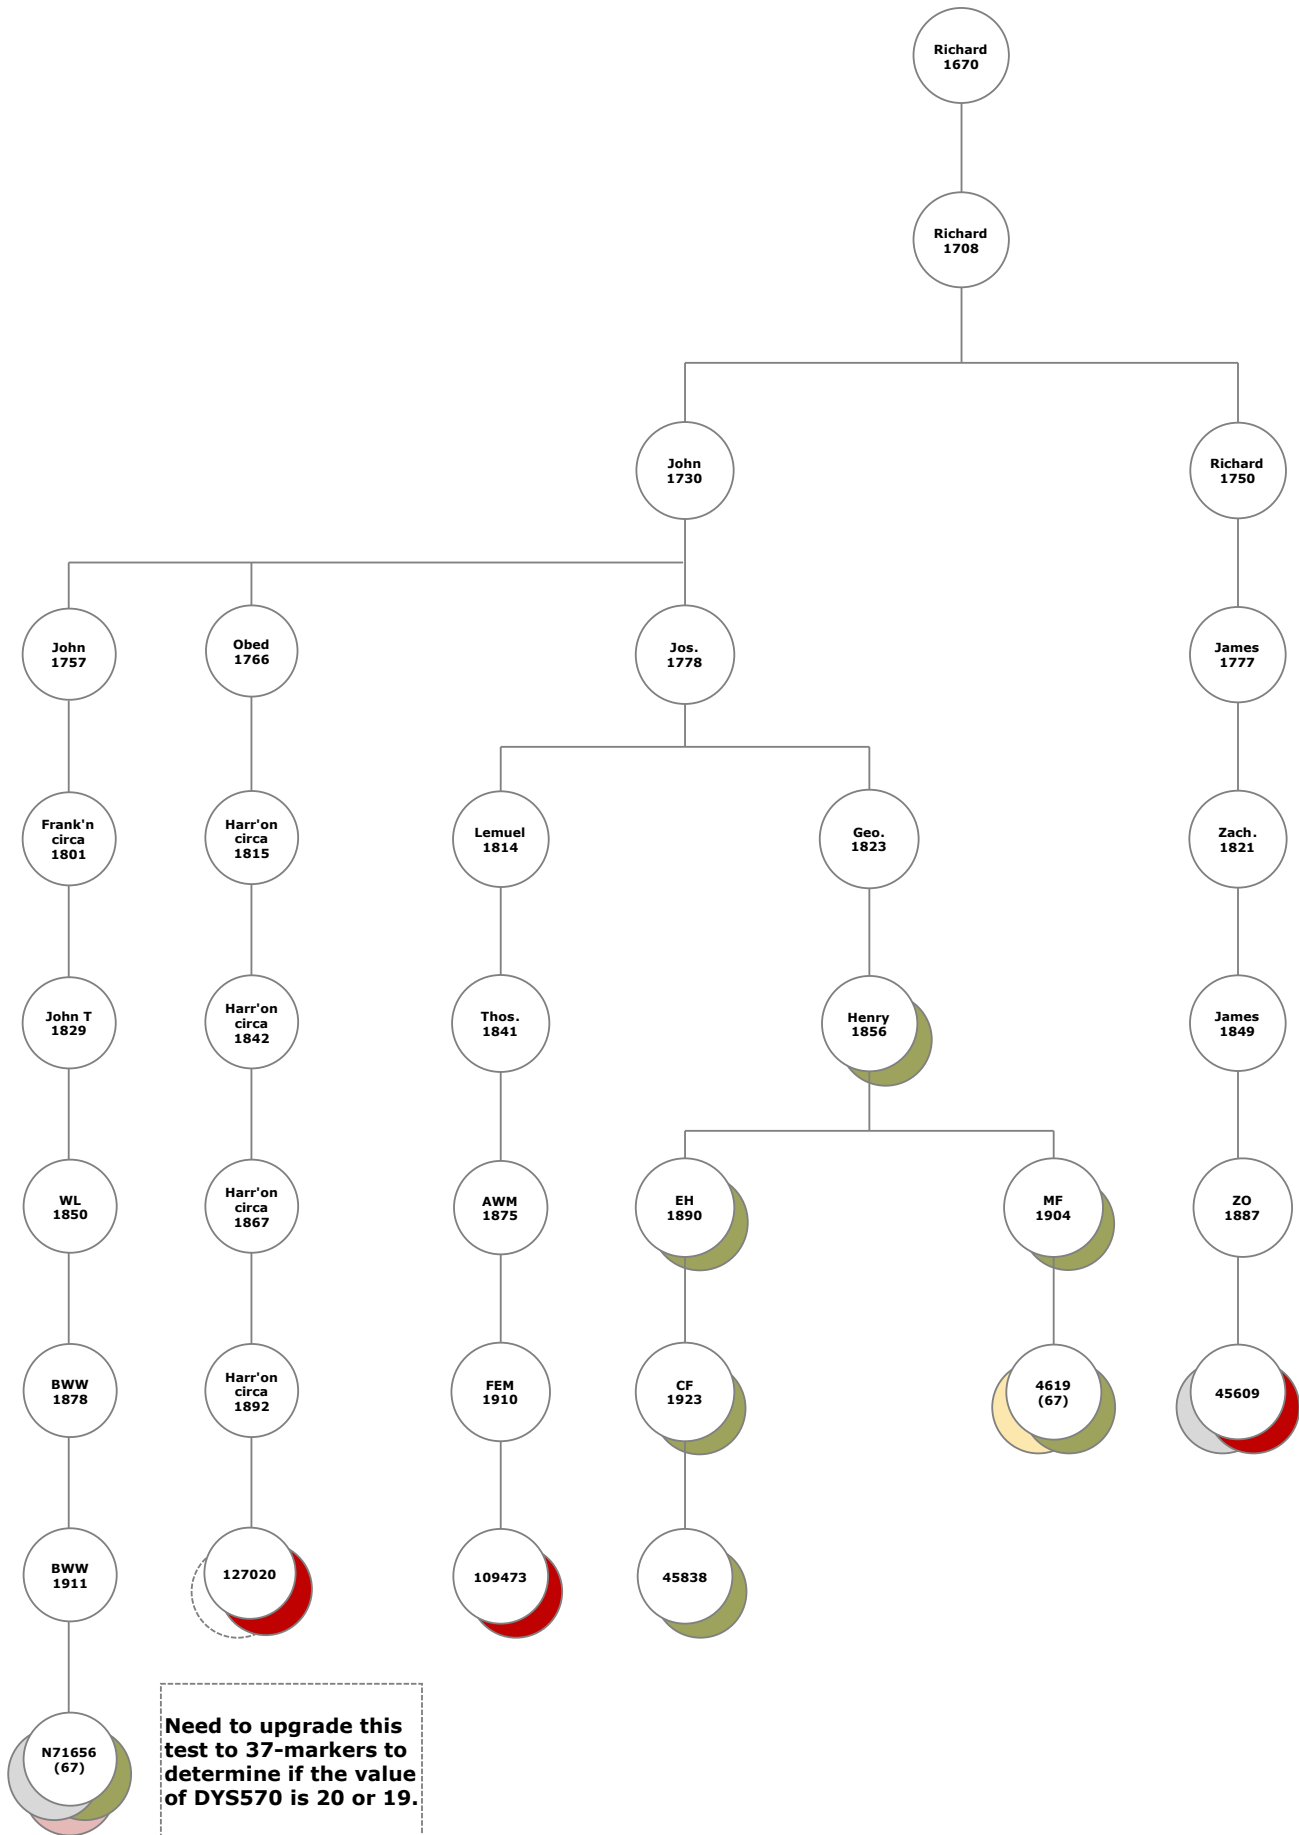 Richard
1670
Richard
1708
John
1730
Richard
1750
John
1757
Obed
1766
Jos.
1778
James
1777
Frank'n
circa
1801
Harr'on
circa
1815
Lemuel
1814
Geo.
1823
Zach.
1821
John T
1829
Harr'on
circa
1842
Thos.
1841
Henry
1856
James
1849
WL
1850
Harr'on
circa
1867
AWM
1875
EH
1890
MF
1904
ZO
1887
BWW
1878
Harr'on
circa
1892
FEM
1910
CF
1923
4619
(67)
45609
BWW
1911
127020
109473
45838
N71656
(67)
Need to upgrade this
test to 37-markers to
determine if the value
of DYS570 is 20 or 19.